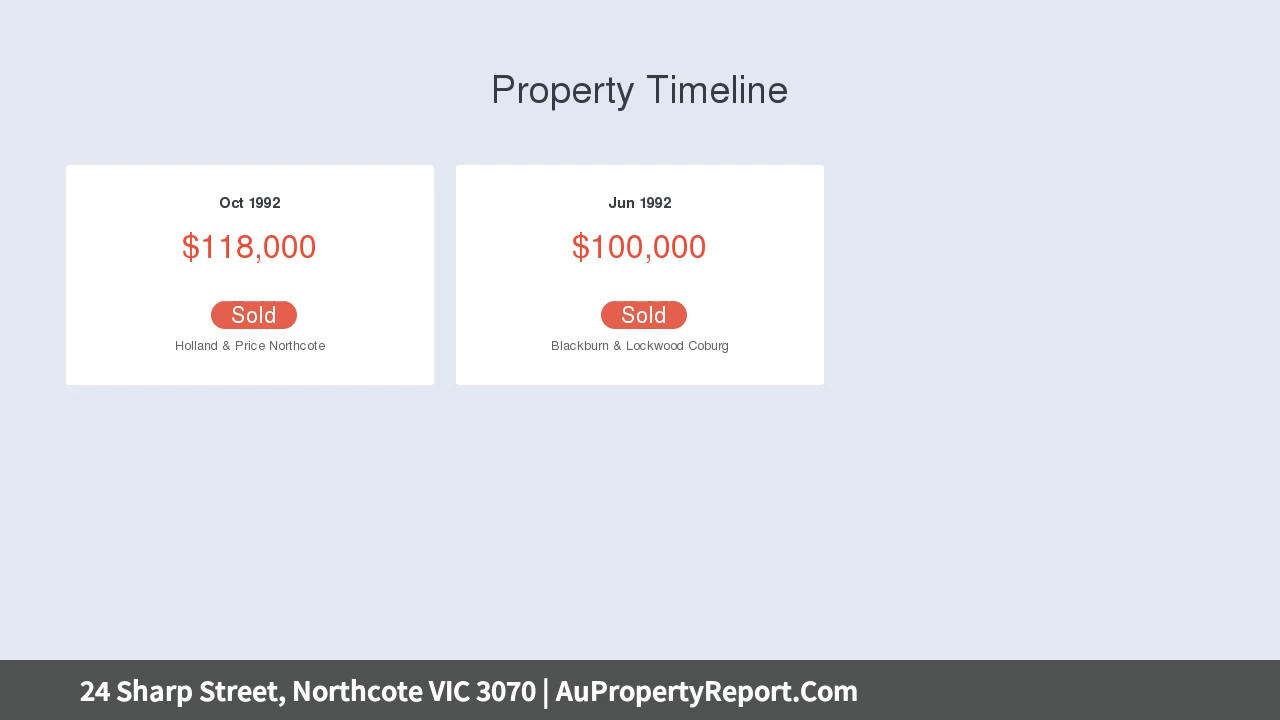 Property Timeline
Oct 1992
$118,000
Sold
Holland & Price Northcote
Jun 1992
$100,000
Sold
Blackburn & Lockwood Coburg
24 Sharp Street, Northcote VIC 3070 | AuPropertyReport.Com